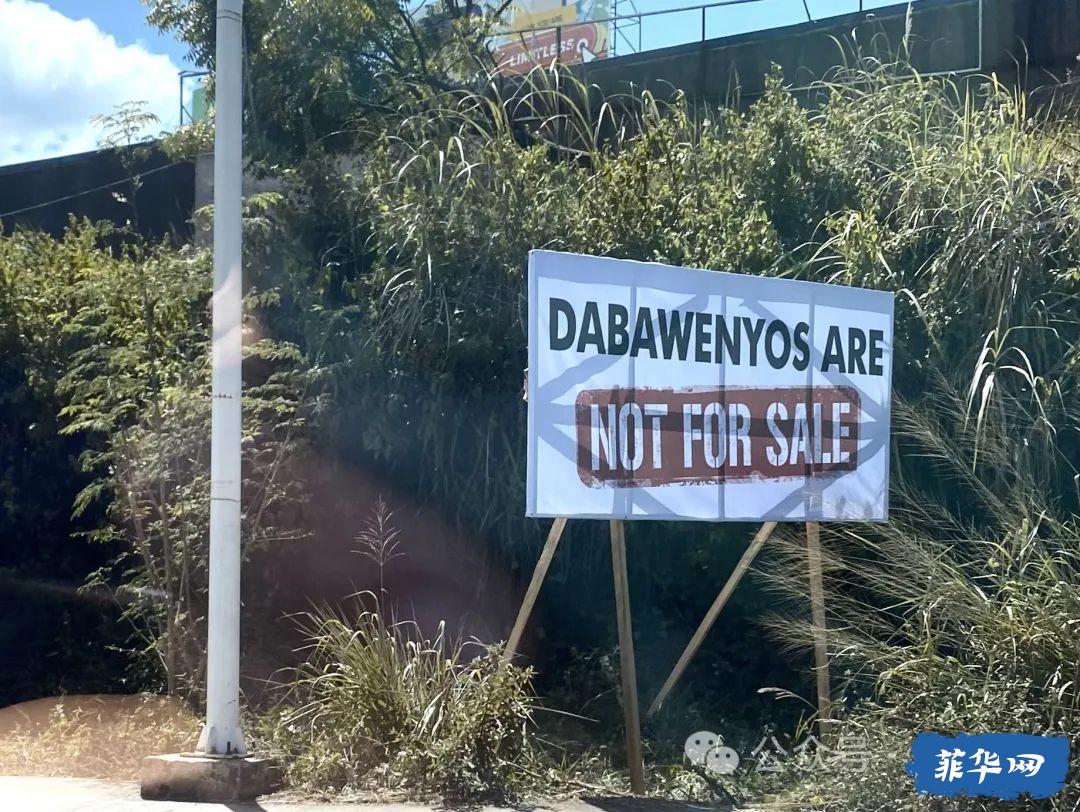 LIMITLESS
DABAWENYOS ARE
NOT FOR SALE
公众号
菲华网